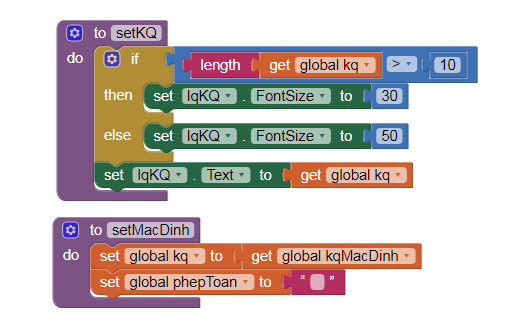 to setKQ
do if length get global kq > 10
then set lqKQ . FontSize to 30
else set lqKQ . FontSize to 50
set lqKQ . Text to get global kq
to setMacDinh
do set global kq to get global kqMacDinh
set global phepToan to “ ”